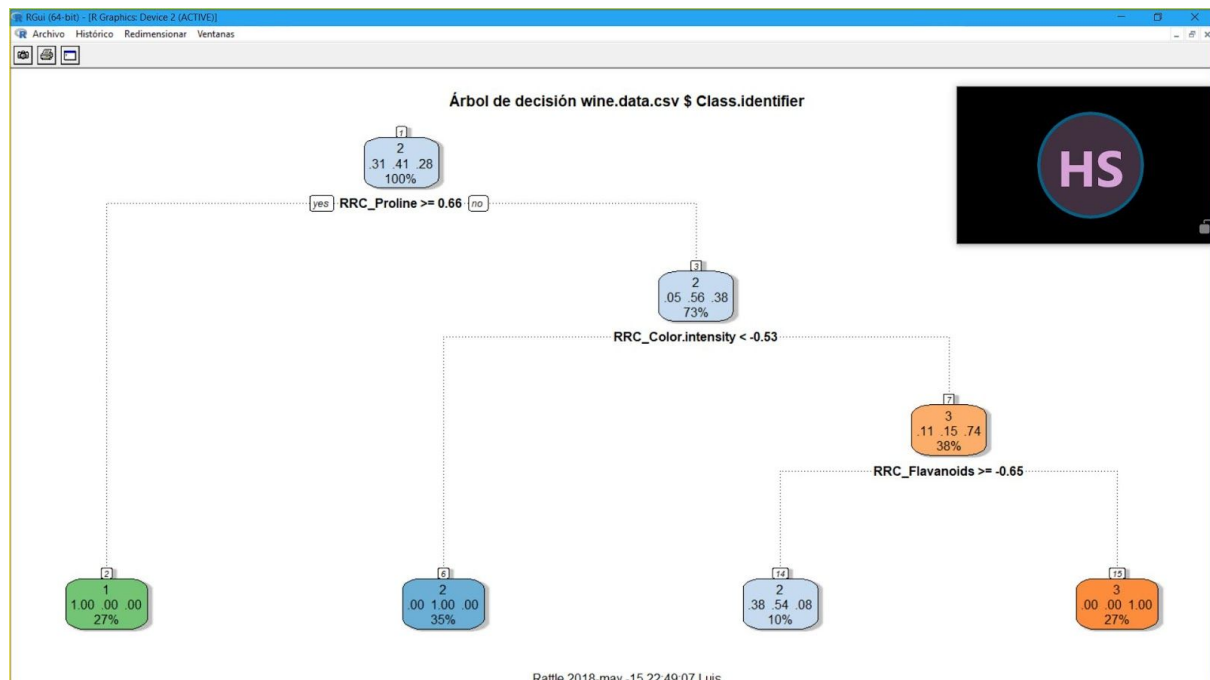 RGui (64-bit) - [R Graphics: Device 2 (ACTIVE)]
Archivo Histórico Redimensionar Ventanas
Árbol de decisión wine.data.csv $ Class.identifier
HS
1
2
.31 .41 .28
100%
yes RRC_Proline >= 0.66 no
3
2
.05 .56 .38
73%
RRC_Color.intensity < -0.53
7
3
.11 .15 .74
38%
RRC_Flavanoids >= -0.65
2
1
1.00 .00 .00
27%
6
2
.00 1.00 .00
35%
14
2
.38 .54 .08
10%
15
3
.00 .00 1.00
27%
Rattle 2018-may.-15 22:49:07 Luis